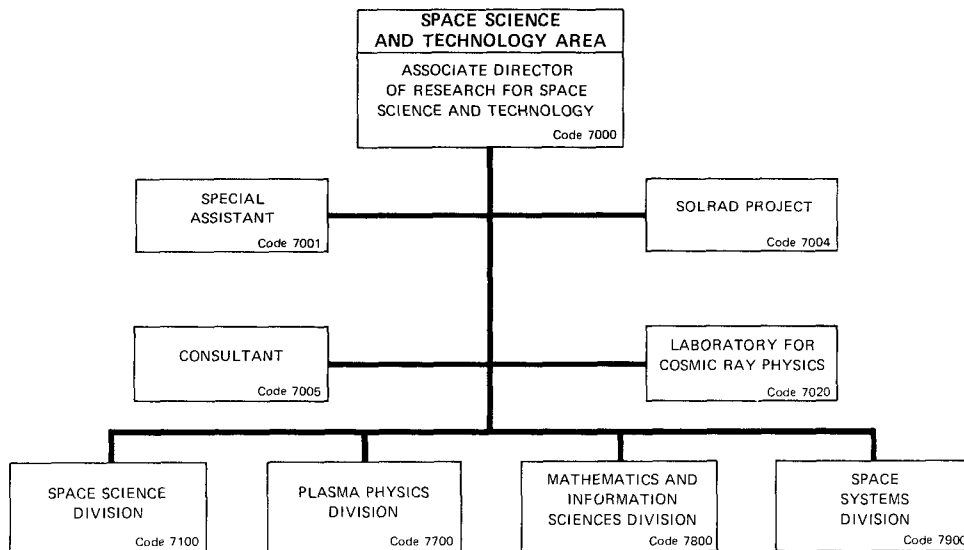 SPACE SCIENCE
AND TECHNOLOGY AREA
ASSOCIATE DIRECTOR
OF RESEARCH FOR SPACE
SCIENCE AND TECHNOLOGY
Code 7000
SPECIAL
ASSISTANT
Code 7001
SOLRAD PROJECT
Code 7004
CONSULTANT
Code 7005
LABORATORY FOR
COSMIC RAY PHYSICS
Code 7020
SPACE SCIENCE
DIVISION
Code 7100
PLASMA PHYSICS
DIVISION
Code 7700
MATHEMATICS AND
INFORMATION
SCIENCES DIVISION
Code 7800
SPACE
SYSTEMS
DIVISION
Code 7900